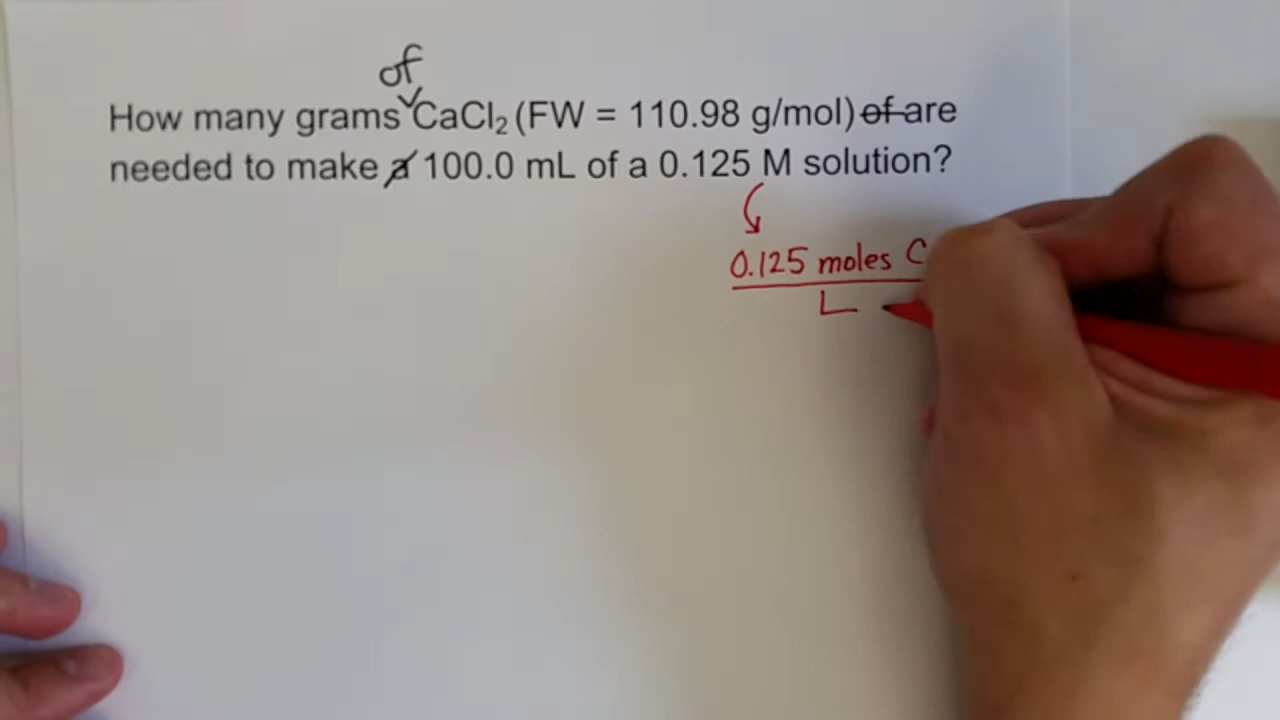 of
How many grams CaCl₂ (FW = 110.98 g/mol) of are
needed to make a 100.0 mL of a 0.125 M solution?
0.125 moles C
L